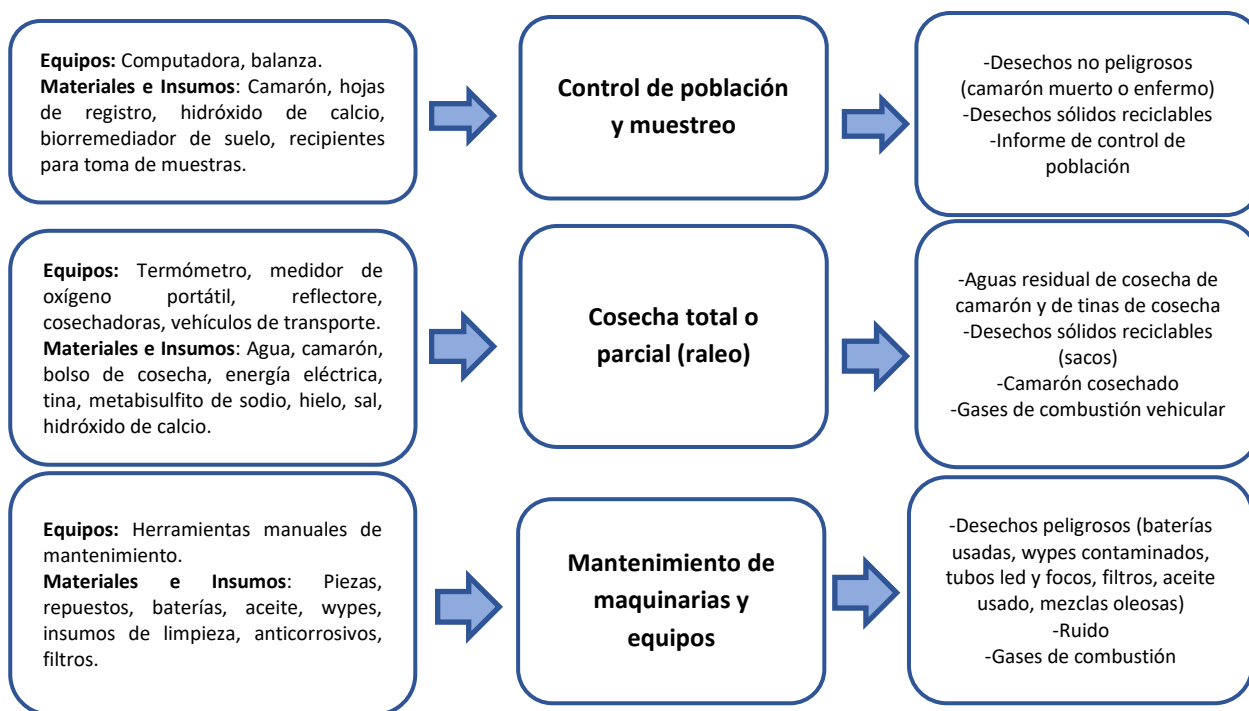 Equipos: Computadora, balanza.
Materiales e Insumos: Camarón, hojas
de registro, hidróxido de calcio,
biorremediador de suelo, recipientes
para toma de muestras.
Control de población
y muestreo
-Desechos no peligrosos
(camarón muerto o enfermo)
-Desechos sólidos reciclables
-Informe de control de
población
Equipos: Termómetro, medidor de
oxígeno portátil, reflectore,
cosechadoras, vehículos de transporte.
Materiales e Insumos: Agua, camarón,
bolso de cosecha, energía eléctrica,
tina, metabisulfito de sodio, hielo, sal,
hidróxido de calcio.
Cosecha total o
parcial (raleo)
-Aguas residual de cosecha de
camarón y de tinas de cosecha
-Desechos sólidos reciclables
(sacos)
-Camarón cosechado
-Gases de combustión vehicular
Equipos: Herramientas manuales de
mantenimiento.
Materiales e Insumos: Piezas,
repuestos, baterías, aceite, wypes,
insumos de limpieza, anticorrosivos,
filtros.
Mantenimiento de
maquinarias y
equipos
-Desechos peligrosos (baterías
usadas, wypes contaminados,
tubos led y focos, filtros, aceite
usado, mezclas oleosas)
-Ruido
-Gases de combustión